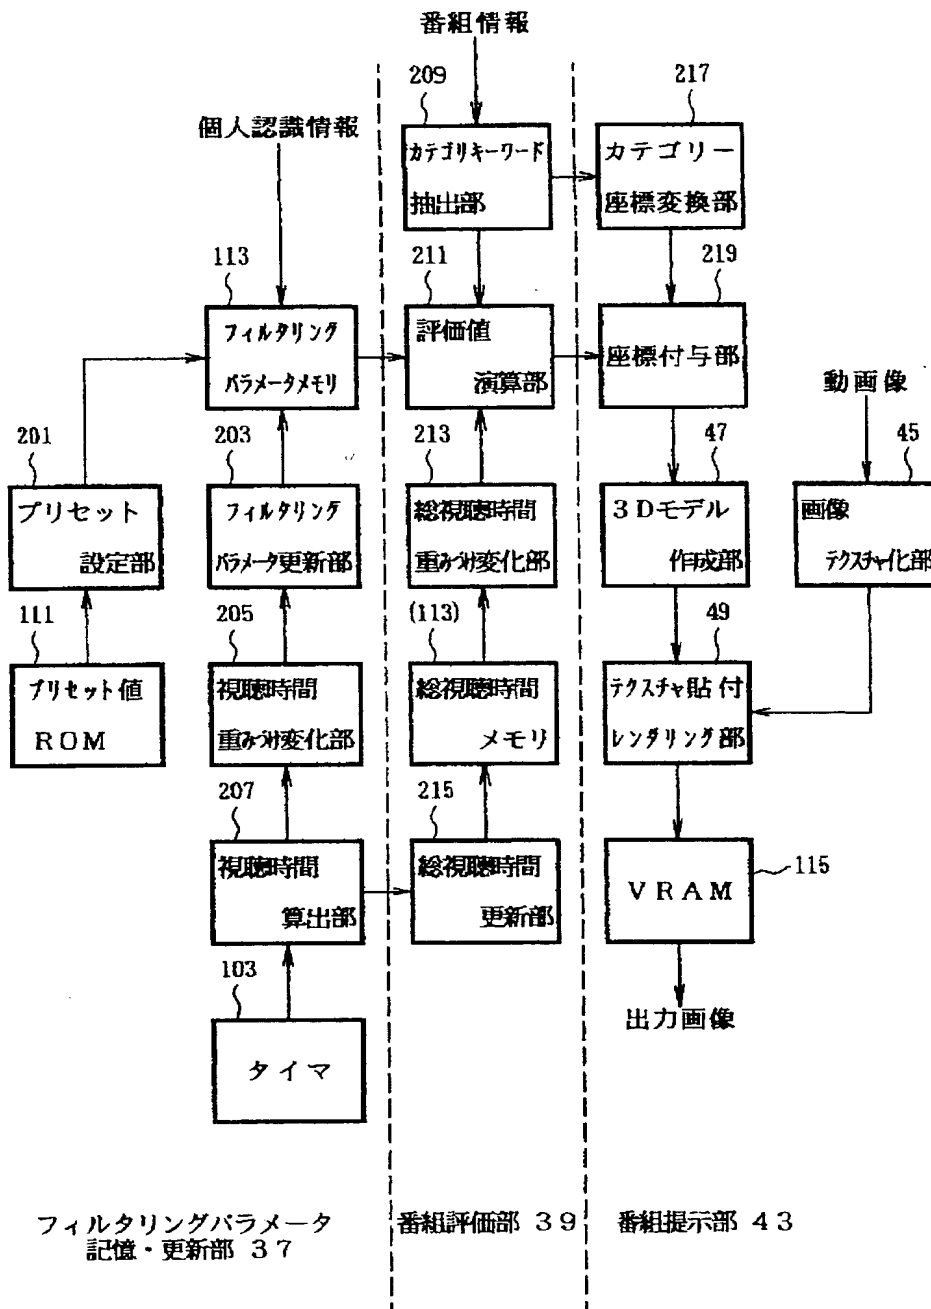 番組情報
209
217
個人認識情報
カテゴリキーワード
抽出部
カテゴリー
座標変換部
113
211
219
フィルタリング
パラメータメモリ
評価値
演算部
座標付与部
動画像
201
203
213
47
45
プリセット
設定部
フィルタリング
パラメータ更新部
総視聴時間
重みづけ変化部
3Dモデル
作成部
画像
テクスチャ化部
111
205
(113)
49
プリセット値
ROM
視聴時間
重みづけ変化部
総視聴時間
メモリ
テクスチャ貼付
レンダリング部
207
215
視聴時間
算出部
総視聴時間
更新部
VRAM
115
103
出力画像
タイマ
フィルタリングパラメータ
記憶・更新部 37
番組評価部 39
番組提示部 43